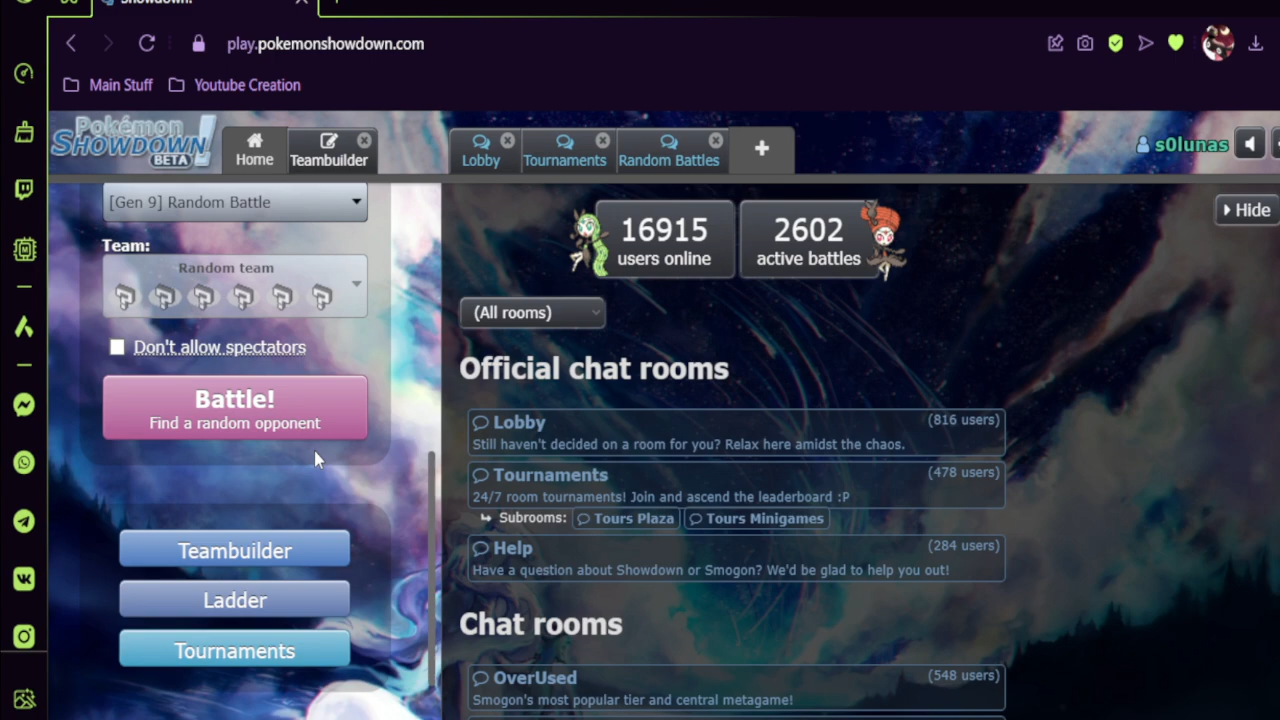 Showdown!
play.pokemonshowdown.com
Main Stuff
Youtube Creation
Pokémon
SHOWDOWN!
BETA
Home
Teambuilder
Lobby
Tournaments
Random Battles
s0lunas
[Gen 9] Random Battle
Team:
Random team
Don't allow spectators
Battle!
Find a random opponent
Teambuilder
Ladder
Tournaments
16915
users online
2602
active battles
Hide
(All rooms)
Official chat rooms
Lobby (816 users)
Still haven't decided on a room for you? Relax here amidst the chaos.
Tournaments (478 users)
24/7 room tournaments! Join and ascend the leaderboard :P
Subrooms: Tours Plaza Tours Minigames
Help (284 users)
Have a question about Showdown or Smogon? We'd be glad to help you out!
Chat rooms
OverUsed (548 users)
Smogon's most popular tier and central metagame!